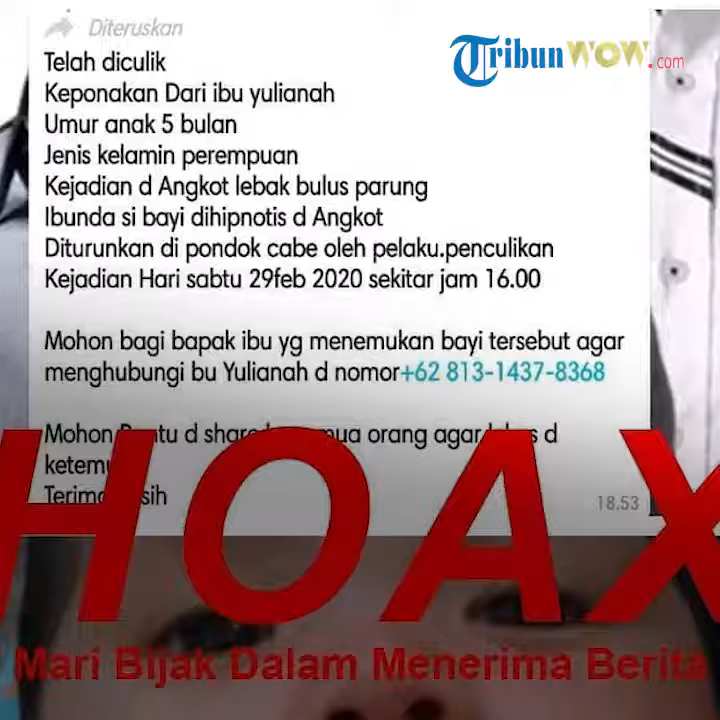 Diteruskan
TribunWOW.com
Telah diculik
Keponakan Dari ibu yulianah
Umur anak 5 bulan
Jenis kelamin perempuan
Kejadian d Angkot lebak bulus parung
Ibunda si bayi dihipnotis d Angkot
Diturunkan di pondok cabe oleh pelaku.penculikan
Kejadian Hari sabtu 29feb 2020 sekitar jam 16.00
Mohon bagi bapak ibu yg menemukan bayi tersebut agar
menghubungi bu Yulianah d nomor+62 813-1437-8368
Mohon d share orang agar d
18.53
HOAX
Mari Bijak Dalam Menerima Berita